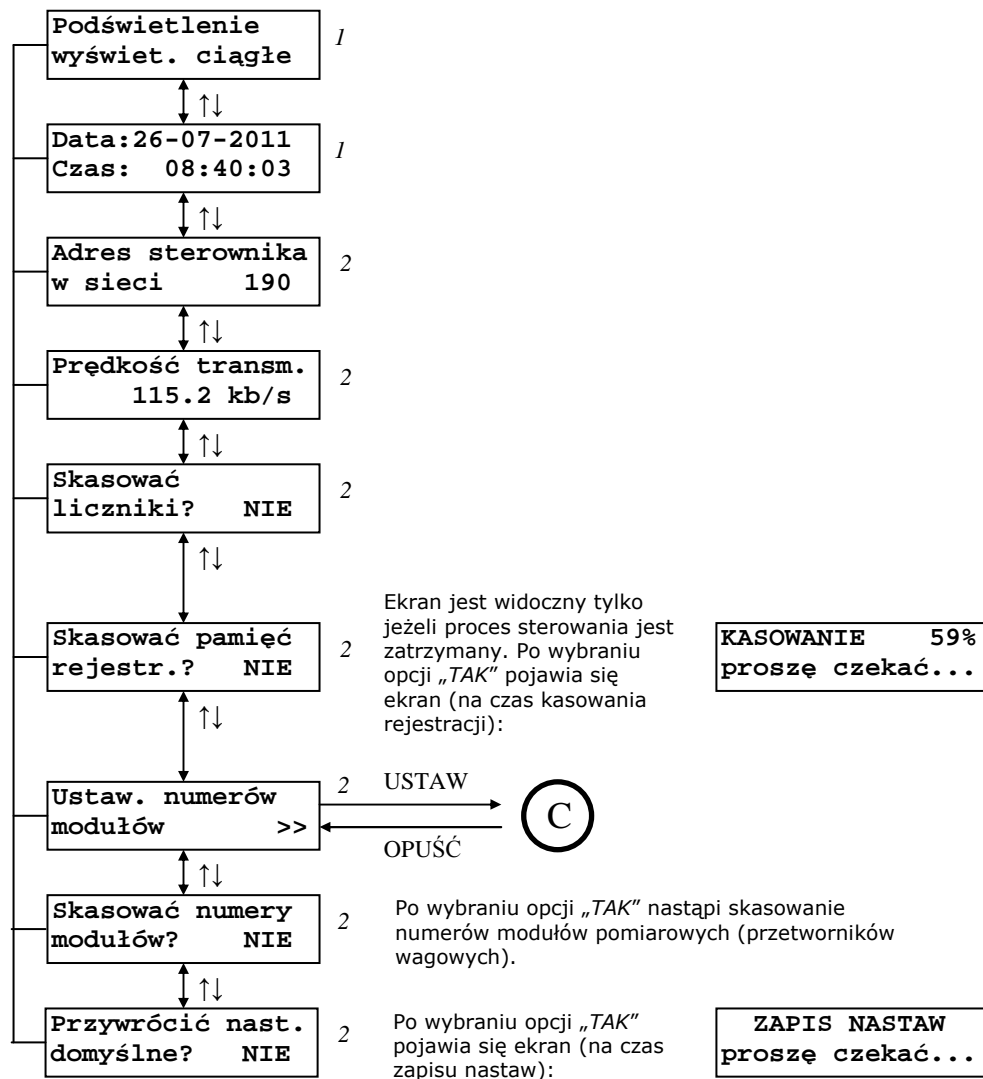 Podświetlenie
wyświet. ciągłe
1
↑↓
Data:26-07-2011
Czas: 08:40:03
1
↑↓
Adres sterownika
w sieci 190
2
↑↓
Prędkość transm.
115.2 kb/s
2
↑↓
Skasować
liczniki? NIE
2
↑↓
Skasować pamięć
rejestr.? NIE
2
Ekran jest widoczny tylko
jeżeli proces sterowania jest
zatrzymany. Po wybraniu
opcji „TAK” pojawia się
ekran (na czas kasowania
rejestracji):
KASOWANIE 59%
proszę czekać...
↑↓
Ustaw. numerów
modułów >>
2
USTAW
OPUŚĆ
C
↑↓
Skasować numery
modułów? NIE
2
Po wybraniu opcji „TAK” nastąpi skasowanie
numerów modułów pomiarowych (przetworników
wagowych).
↑↓
Przywrócić nast.
domyślne? NIE
2
Po wybraniu opcji „TAK”
pojawia się ekran (na czas
zapisu nastaw):
ZAPIS NASTAW
proszę czekać...